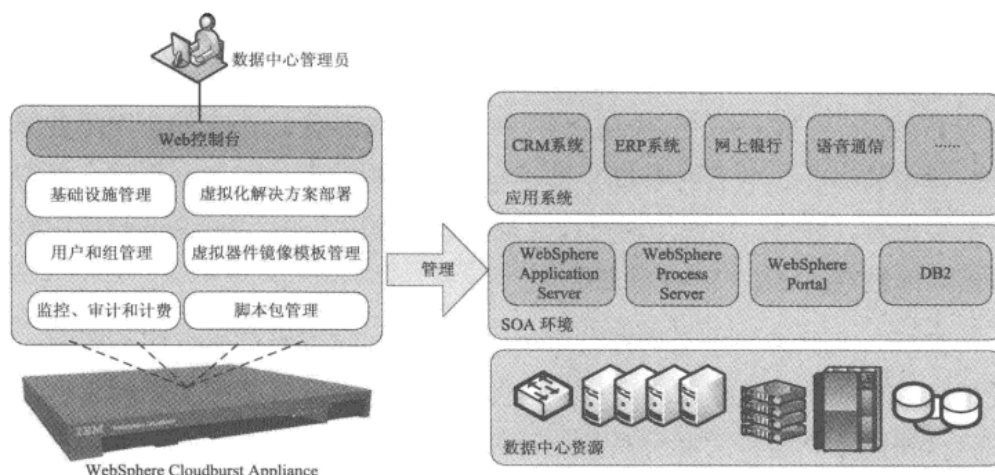 数据中心管理员
Web控制台
基础设施管理
虚拟化解决方案部署
用户和组管理
虚拟器件镜像模板管理
监控、审计和计费
脚本包管理
IBM
WebSphere Cloudburst Appliance
管理
CRM系统
ERP系统
网上银行
语音通信
……
应用系统
WebSphere
Application
Server
WebSphere
Process
Server
WebSphere
Portal
DB2
SOA 环境
数据中心资源